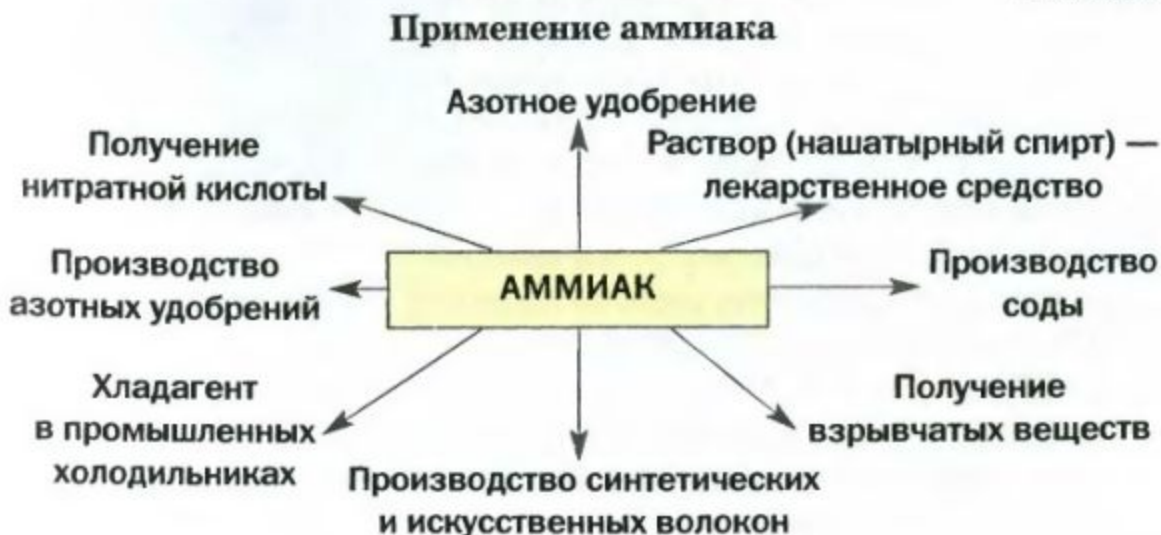 Применение аммиака
Азотное удобрение
Получение
нитратной кислоты
Раствор (нашатырный спирт) —
лекарственное средство
Производство
азотных удобрений
АММИАК
Производство
соды
Хладагент
в промышленных
холодильниках
Получение
взрывчатых веществ
Производство синтетических
и искусственных волокон